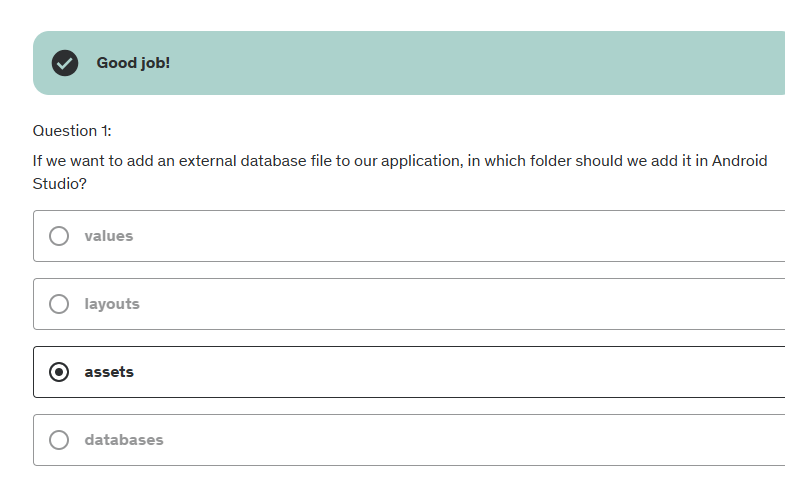 Good job!
Question 1:
If we want to add an external database file to our application, in which folder should we add it in Android
Studio?
values
layouts
assets
databases